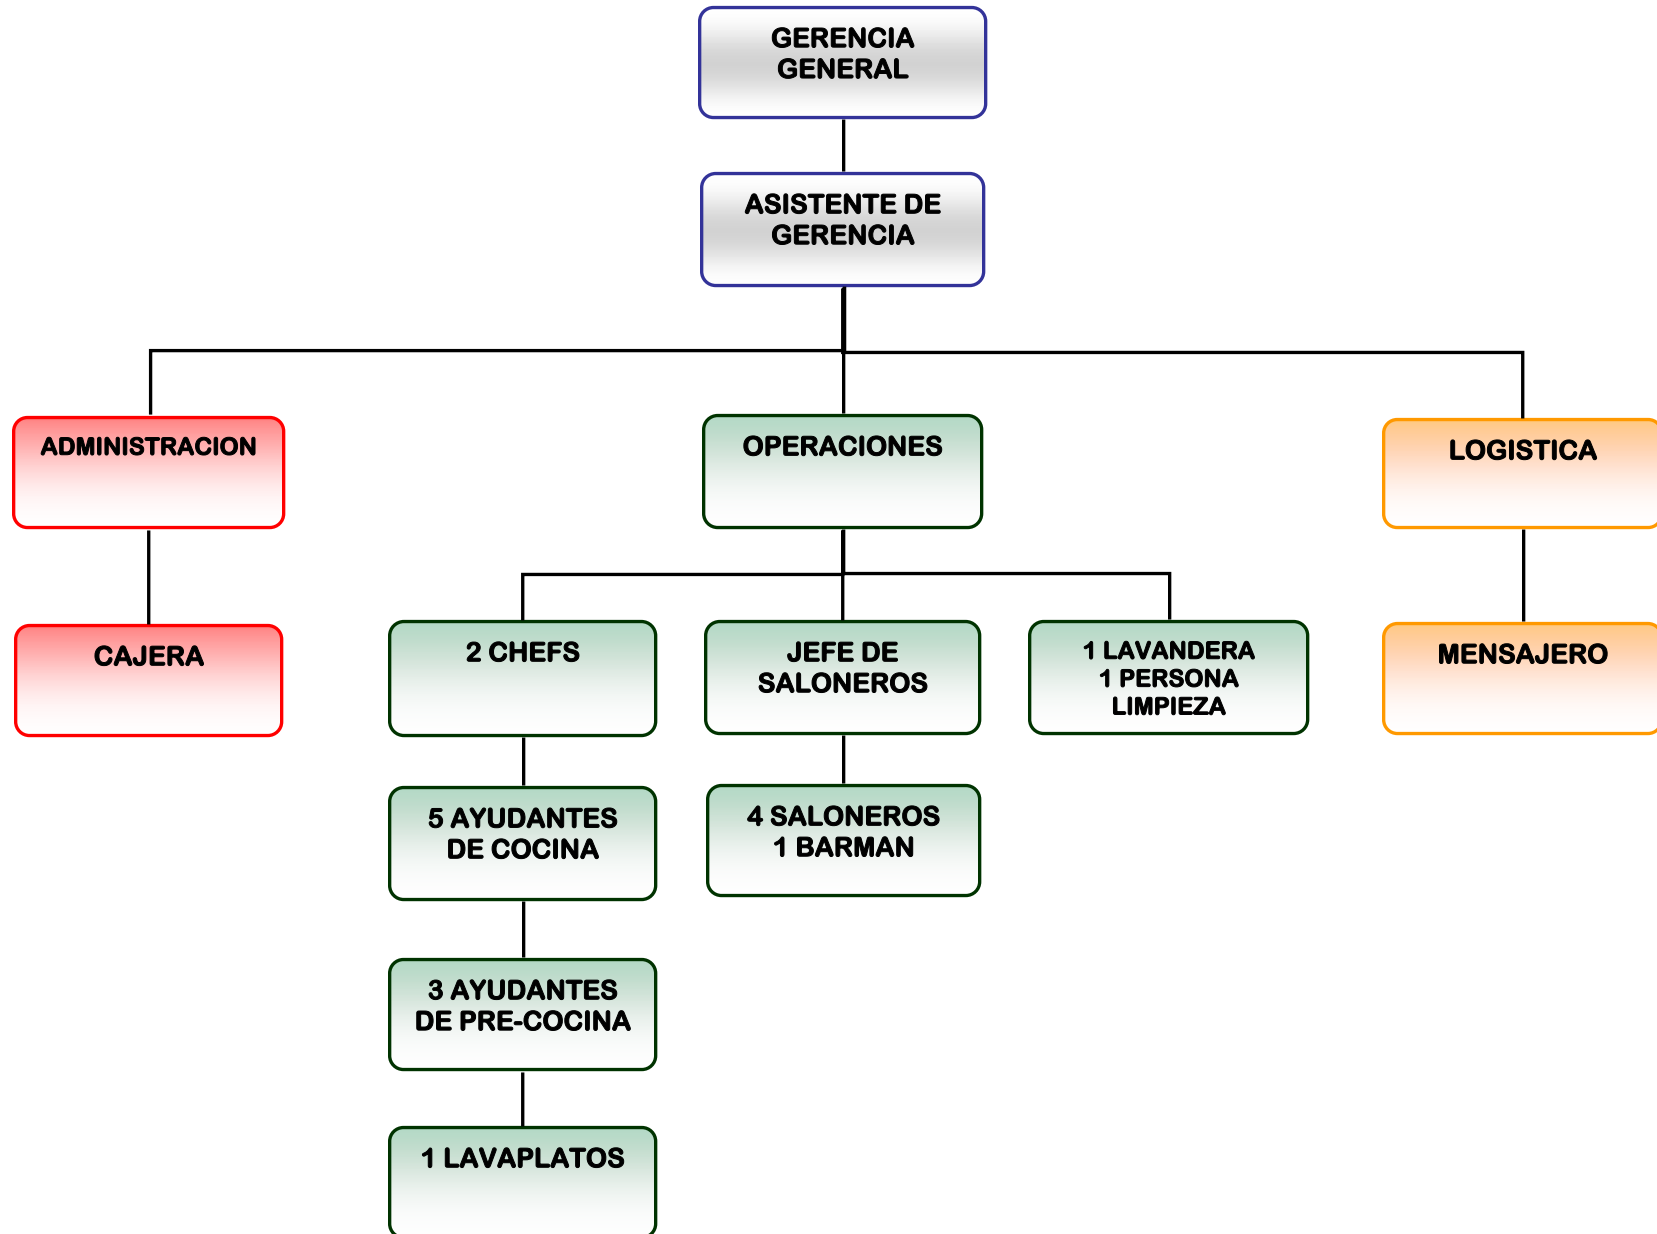 GERENCIA
GENERAL
ASISTENTE DE
GERENCIA
ADMINISTRACION
OPERACIONES
LOGISTICA
CAJERA
2 CHEFS
JEFE DE
SALONEROS
1 LAVANDERA
1 PERSONA
LIMPIEZA
MENSAJERO
5 AYUDANTES
DE COCINA
4 SALONEROS
1 BARMAN
3 AYUDANTES
DE PRE-COCINA
1 LAVAPLATOS